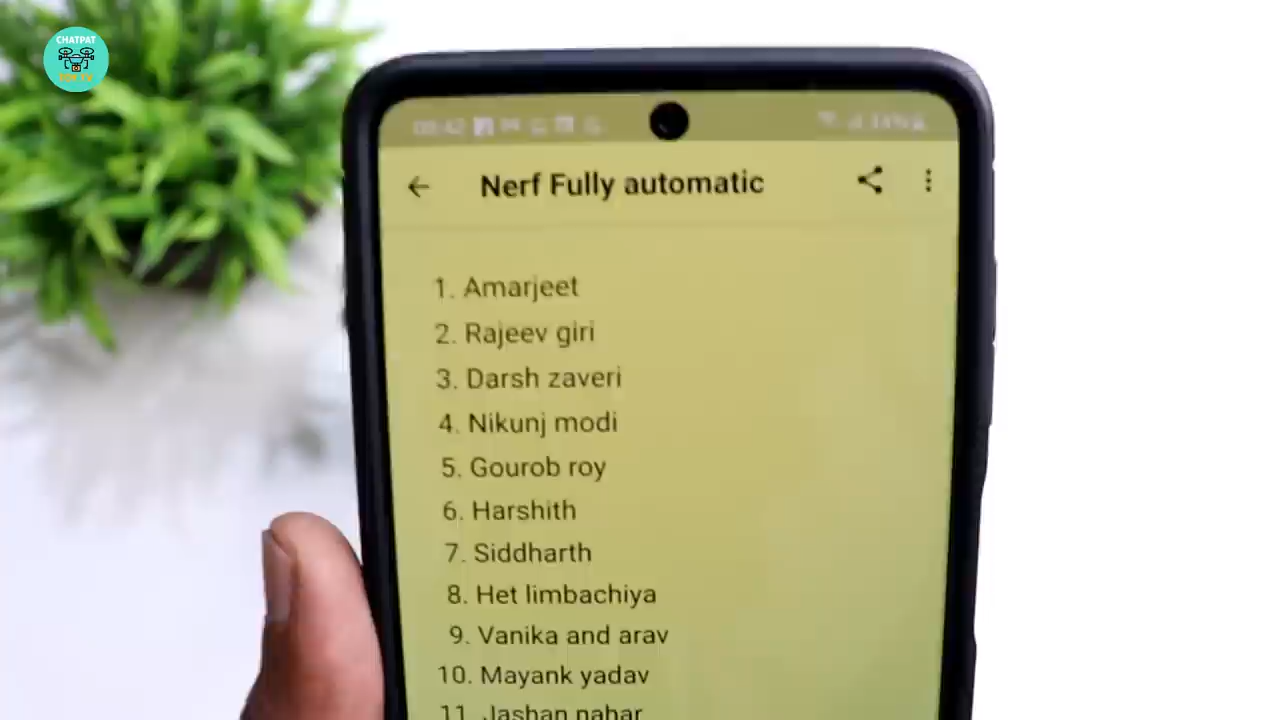 CHATPAT
Nerf Fully automatic
1. Amarjeet
2. Rajeev giri
3. Darsh zaveri
4. Nikunj modi
5. Gourob roy
6. Harshith
7. Siddharth
8. Het limbachiya
9. Vanika and arav
10. Mayank yadav
11. Jashan nahar